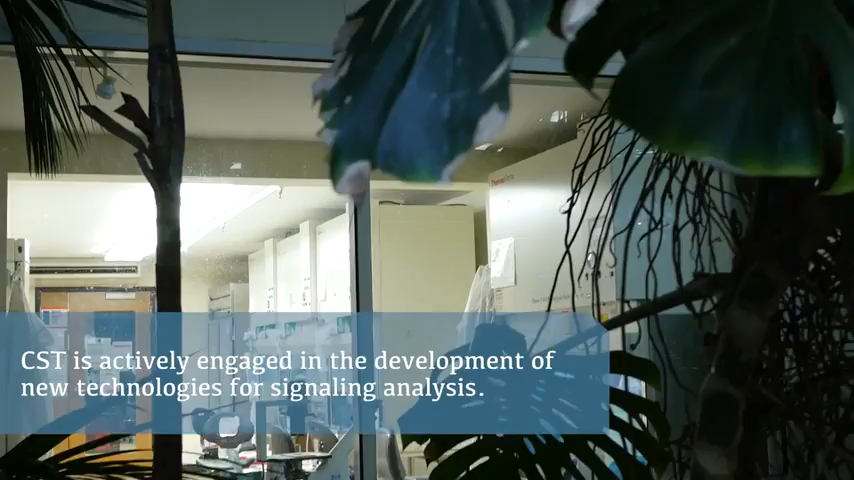 CST is actively engaged in the development of
new technologies for signaling analysis.